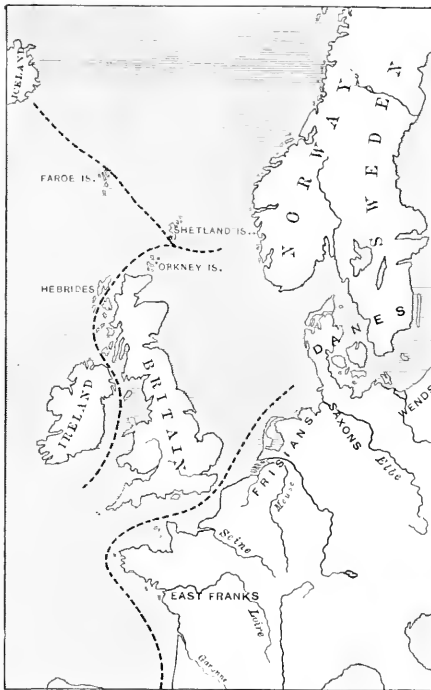 ICELAND
FAROE IS.
SHETLAND IS.
ORKNEY IS.
HEBRIDES
NORWAY
SWEDEN
DANES
IRELAND
BRITAIN
WENDS
SAXONS
FRISIANS
Elbe
Meuse
Seine
EAST FRANKS
Loire
Garonne